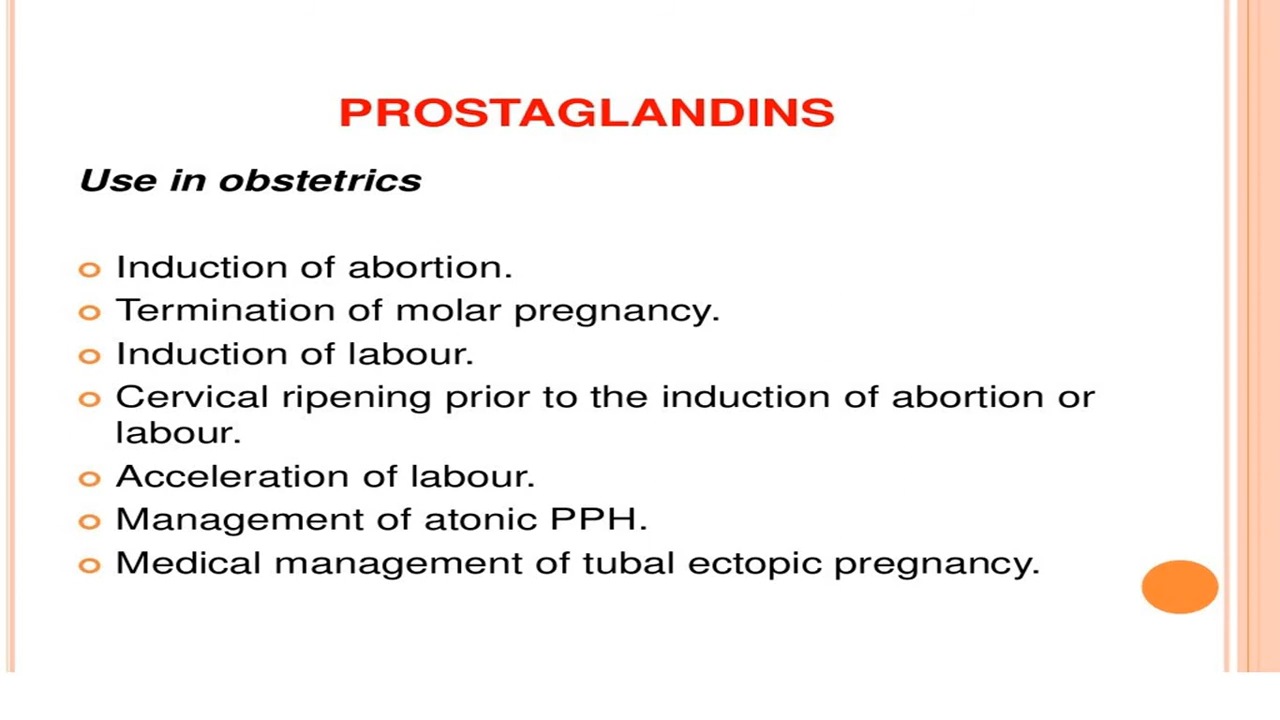 PROSTAGLANDINS
Use in obstetrics
Induction of abortion.
Termination of molar pregnancy.
Induction of labour.
Cervical ripening prior to the induction of abortion or
labour.
Acceleration of labour.
Management of atonic PPH.
Medical management of tubal ectopic pregnancy.